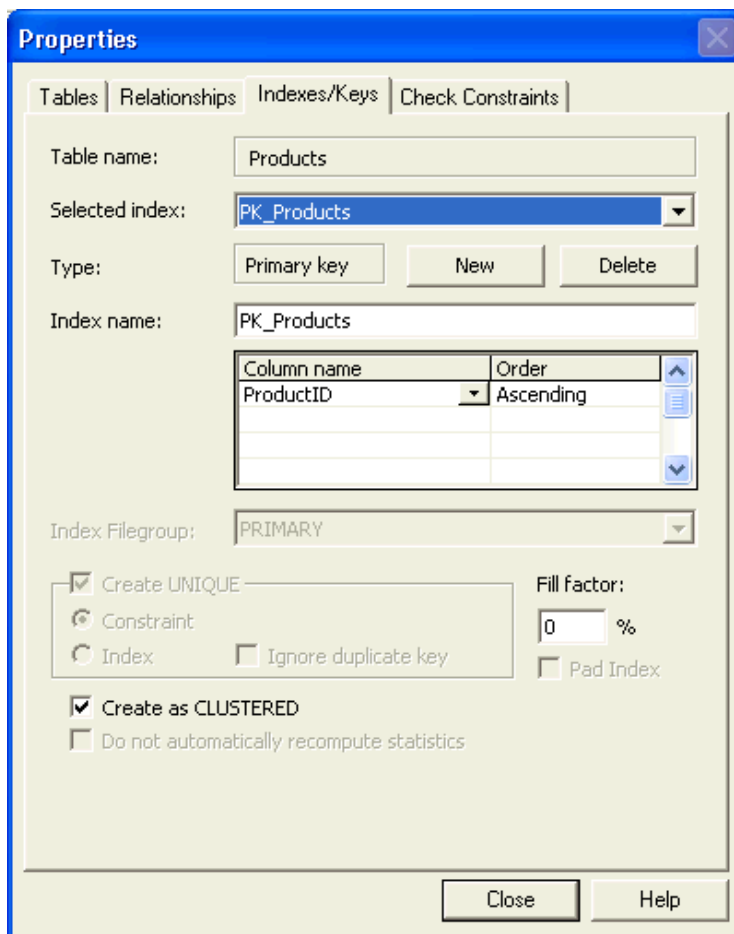 Properties
Tables Relationships Indexes/Keys Check Constraints
Table name: Products
Selected index: PK_Products
Type: Primary key New Delete
Index name: PK_Products
Column name Order
ProductID Ascending
Index Filegroup: PRIMARY
Create UNIQUE Fill factor:
Constraint 0 %
Index Ignore duplicate key Pad Index
Create as CLUSTERED
Do not automatically recompute statistics
Close Help